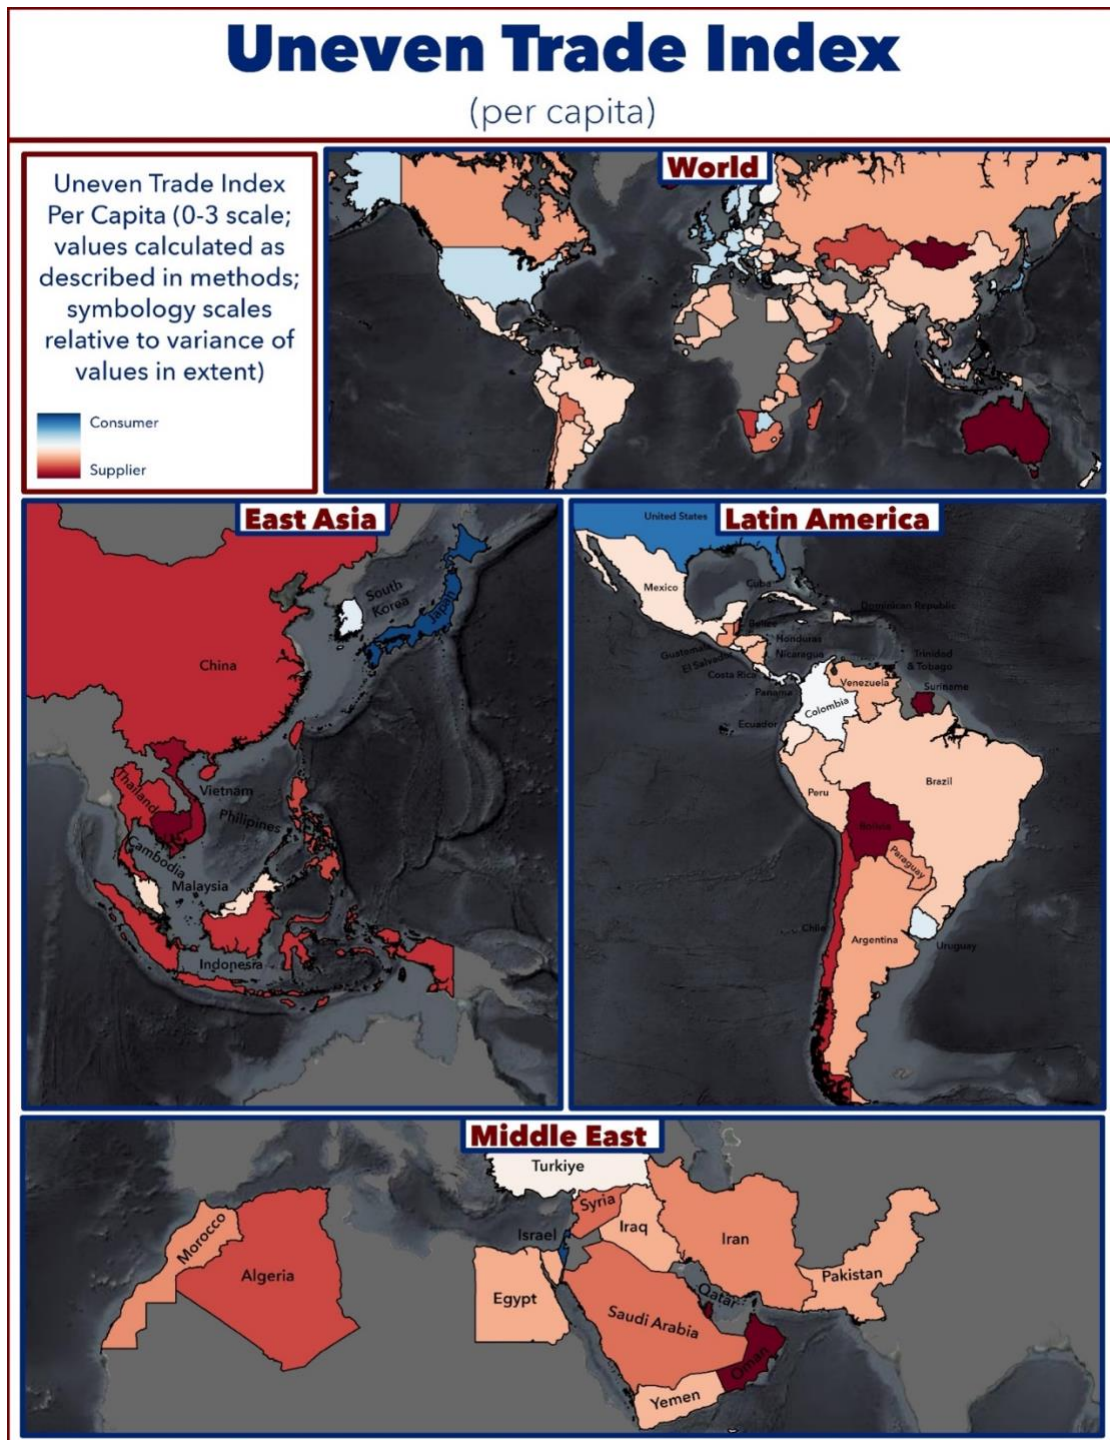 Uneven Trade Index
(per capita)
Uneven Trade Index
Per Capita (0-3 scale;
values calculated as
described in methods;
symbology scales
relative to variance of
values in extent)
Consumer
Supplier
World
East Asia
South
Korea
Japan
China
Thailand
Vietnam
Philipines
Cambodia
Malaysia
Indonesia
Latin America
United States
Mexico
Cuba
Dominican Republic
Belize
Guatemala
Honduras
El Salvador
Nicaragua
Costa Rica
Trinidad
& Tobago
Panama
Venezuela
Suriname
Colombia
Ecuador
Peru
Brazil
Bolivia
Paraguay
Chile
Argentina
Uruguay
Middle East
Turkiye
Morocco
Algeria
Israel
Syria
Iraq
Iran
Egypt
Qatar
Pakistan
Saudi Arabia
Oman
Yemen